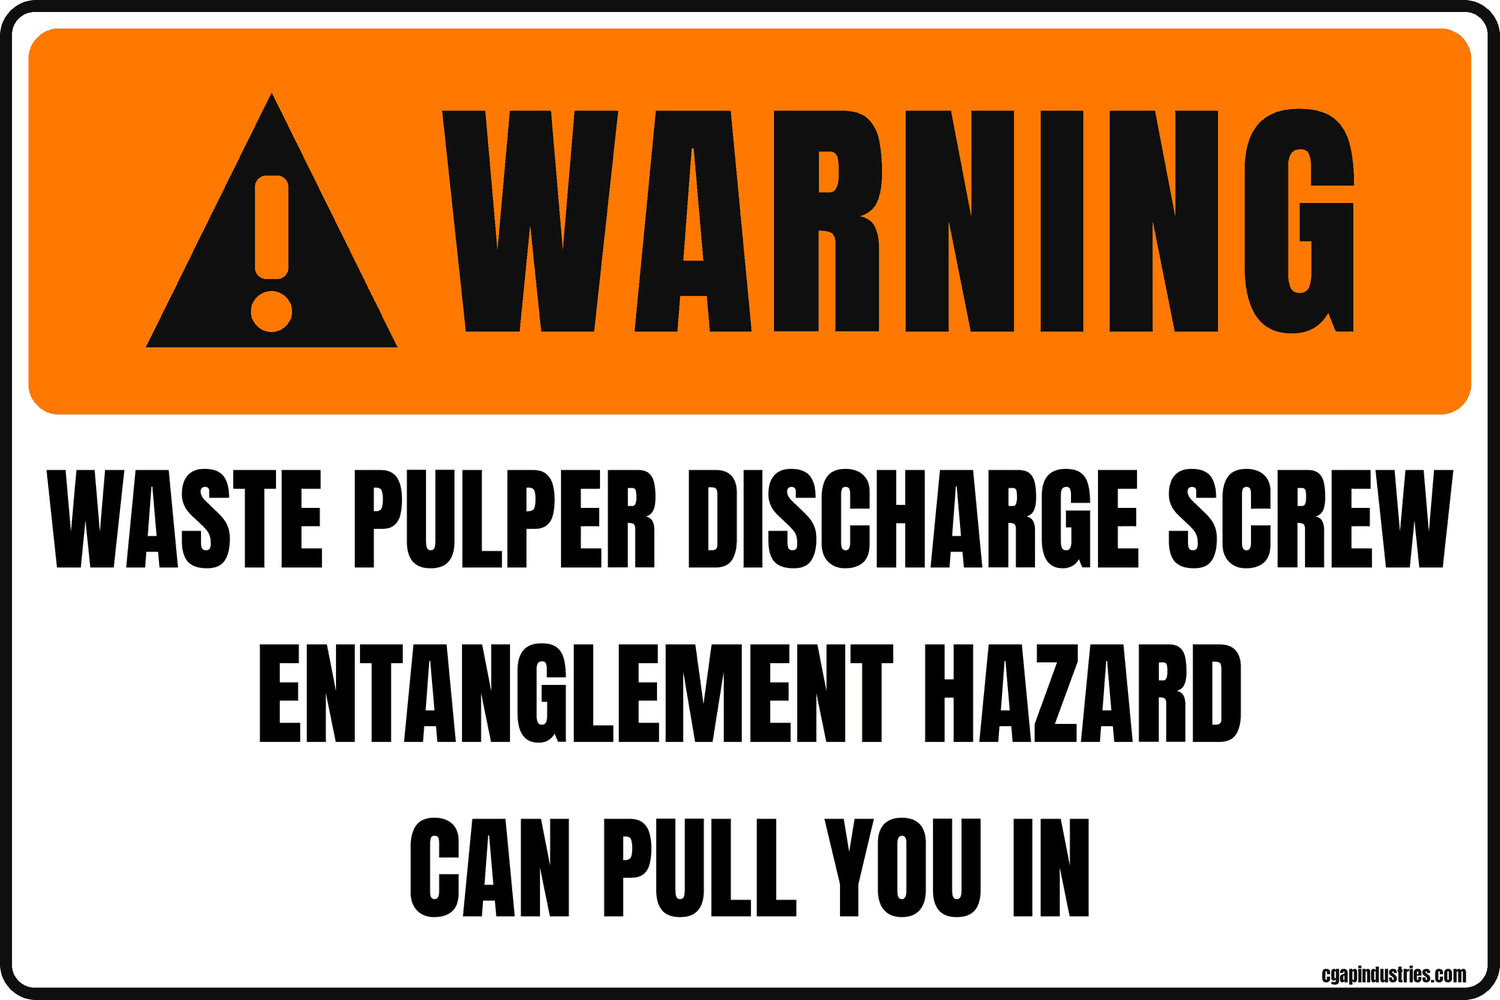 WARNING
WASTE PULPER DISCHARGE SCREW
ENTANGLEMENT HAZARD
CAN PULL YOU IN
cgapindustries.com